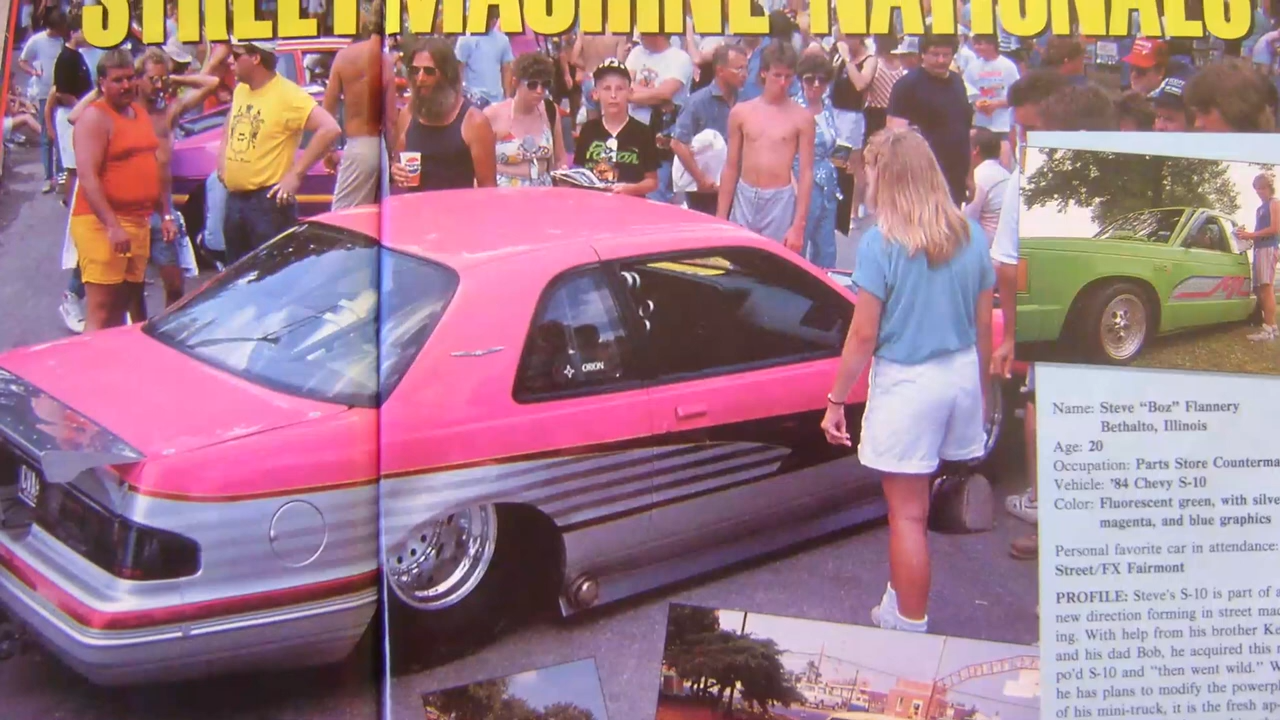 STREET MACHINE NATIONALS
PEPSI
Poison
ORION
Name: Steve “Boz” Flannery
Bethalto, Illinois
Age: 20
Occupation: Parts Store Counterma
Vehicle: '84 Chevy S-10
Color: Fluorescent green, with silve
magenta, and blue graphics
Personal favorite car in attendance:
Street/FX Fairmont
PROFILE: Steve's S-10 is part of a
new direction forming in street mac
ing. With help from his brother Ke
and his dad Bob, he acquired this r
po'd S-10 and “then went wild.” W
he has plans to modify the powerpl
of his mini-truck, it is the fresh ap